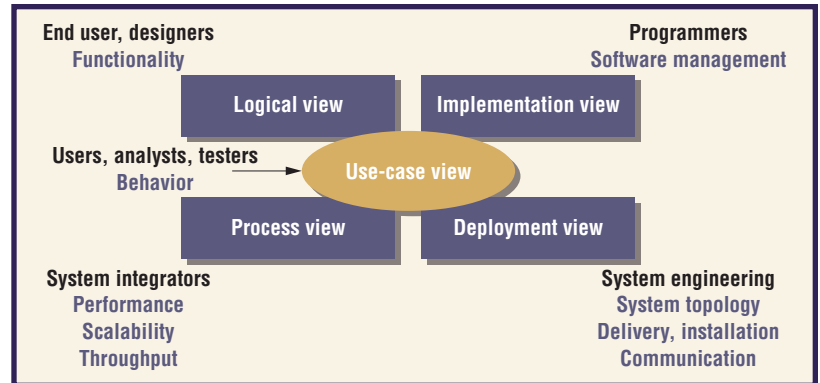 End user, designers
Functionality
Programmers
Software management
Logical view
Implementation view
Users, analysts, testers
Behavior
Use-case view
Process view
Deployment view
System integrators
Performance
Scalability
Throughput
System engineering
System topology
Delivery, installation
Communication